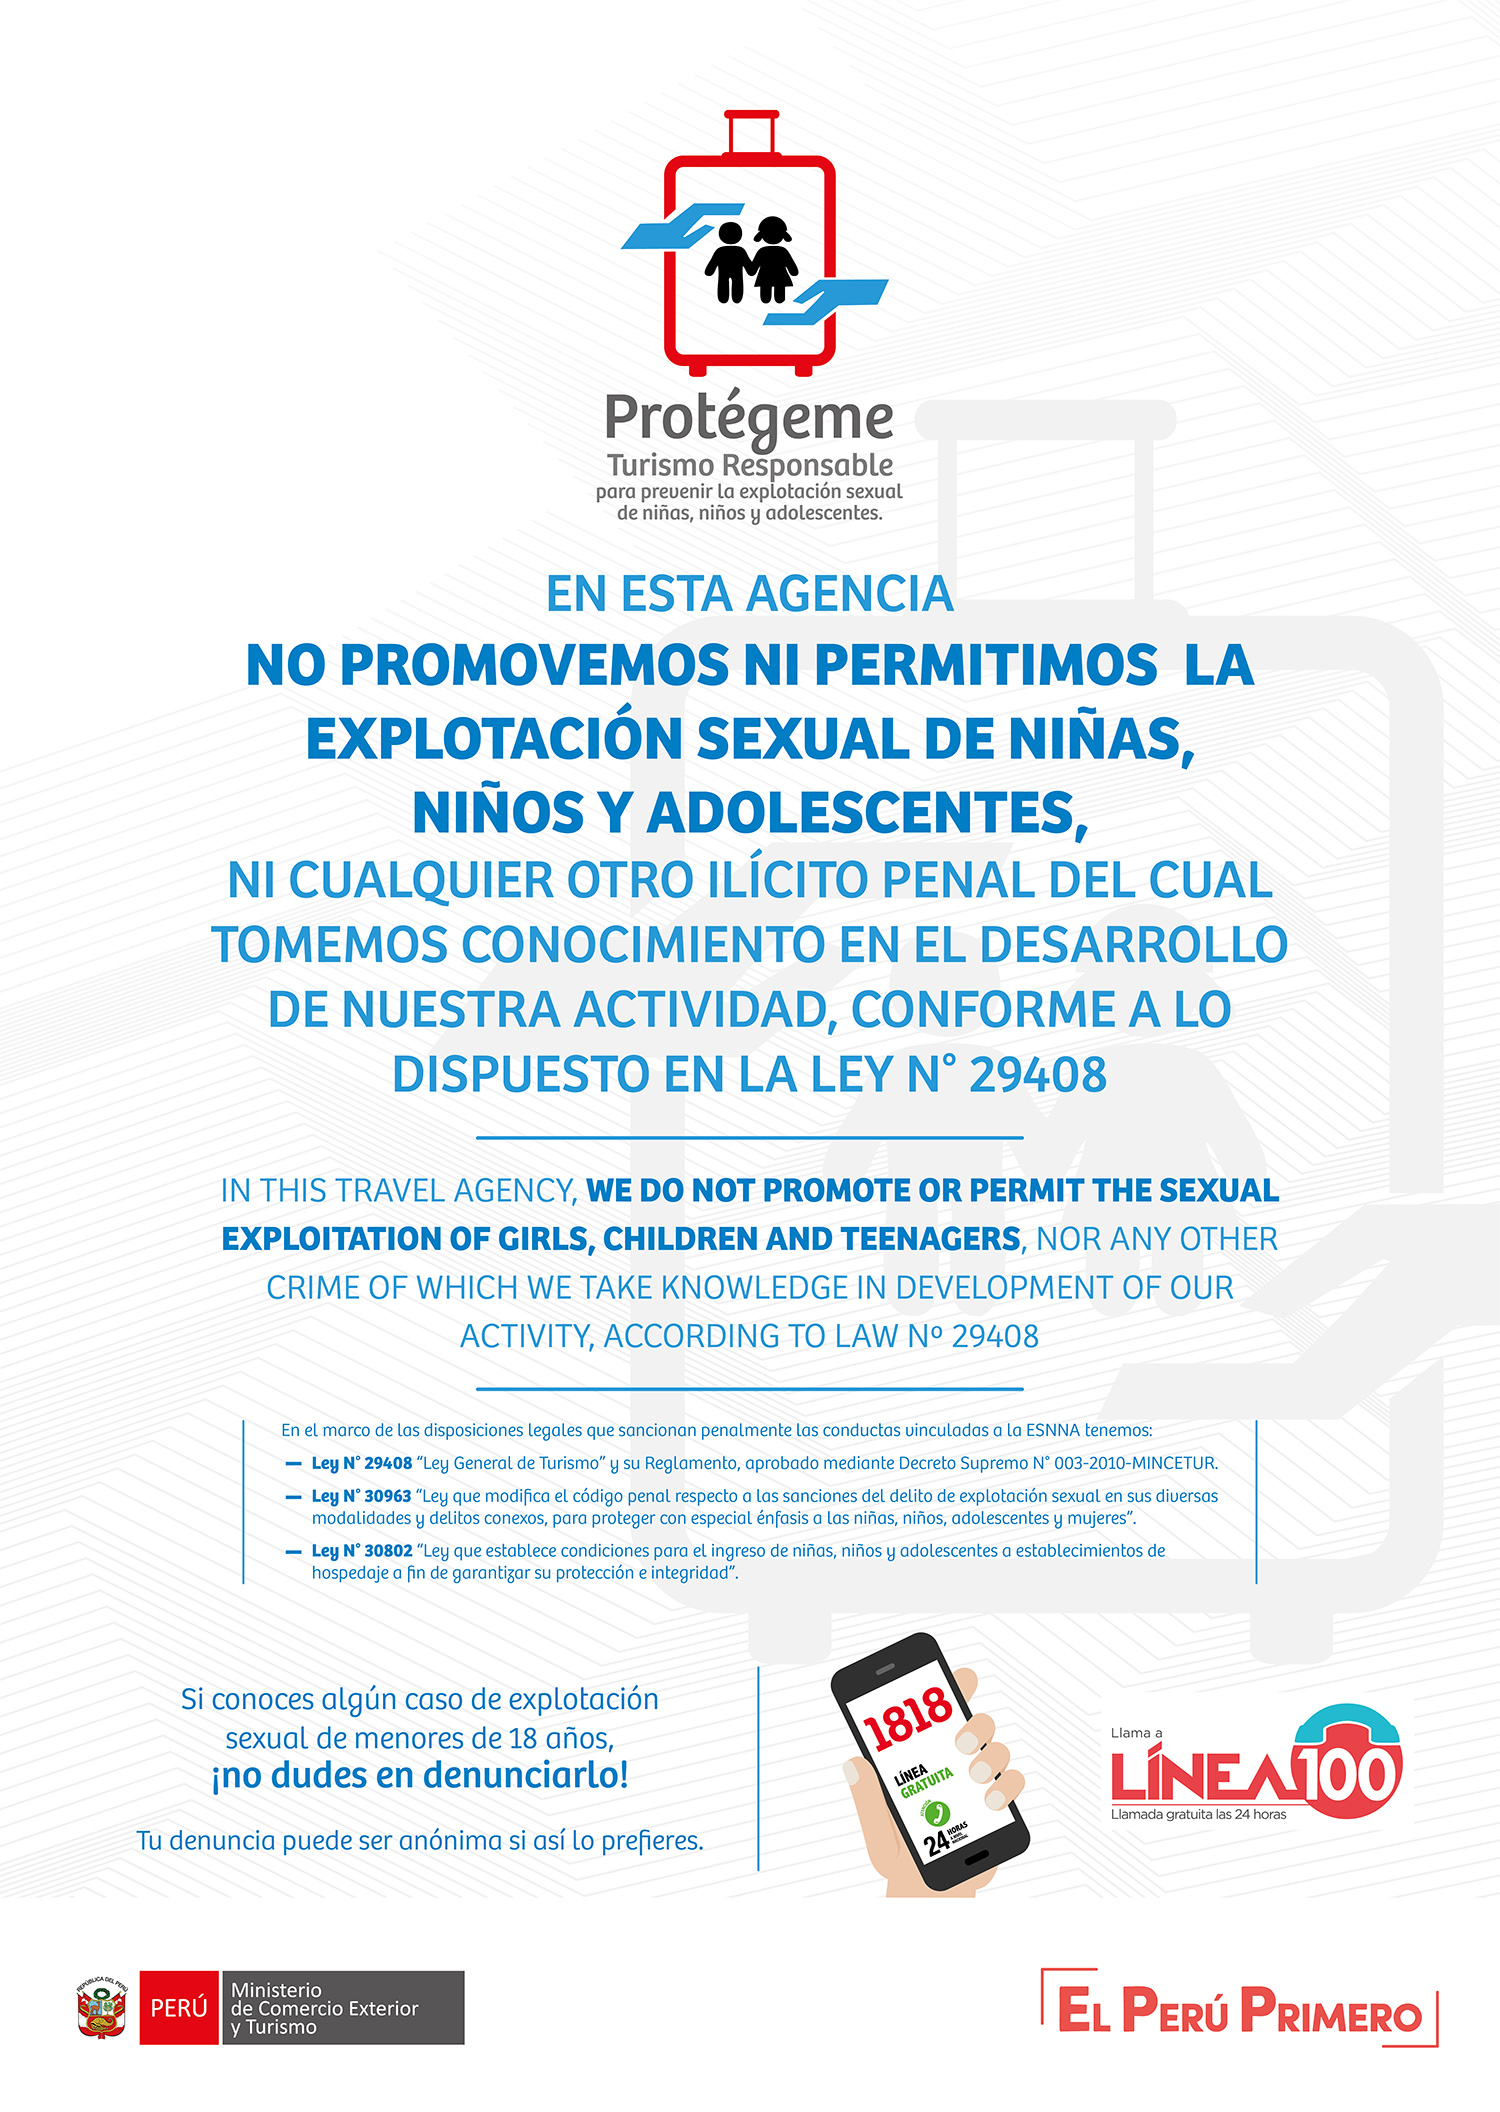 Protégeme
Turismo Responsable
para prevenir la explotación sexual
de niñas, niños y adolescentes.
EN ESTA AGENCIA
NO PROMOVEMOS NI PERMITIMOS LA
EXPLOTACIÓN SEXUAL DE NIÑAS,
NIÑOS Y ADOLESCENTES,
NI CUALQUIER OTRO ILÍCITO PENAL DEL CUAL
TOMEMOS CONOCIMIENTO EN EL DESARROLLO
DE NUESTRA ACTIVIDAD, CONFORME A LO
DISPUESTO EN LA LEY N° 29408
IN THIS TRAVEL AGENCY, WE DO NOT PROMOTE OR PERMIT THE SEXUAL
EXPLOITATION OF GIRLS, CHILDREN AND TEENAGERS, NOR ANY OTHER
CRIME OF WHICH WE TAKE KNOWLEDGE IN DEVELOPMENT OF OUR
ACTIVITY, ACCORDING TO LAW Nº 29408
En el marco de las disposiciones legales que sancionan penalmente las conductas vinculadas a la ESNNA tenemos:
— Ley N° 29408 “Ley General de Turismo” y su Reglamento, aprobado mediante Decreto Supremo N° 003-2010-MINCETUR.
— Ley N° 30963 “Ley que modifica el código penal respecto a las sanciones del delito de explotación sexual en sus diversas
modalidades y delitos conexos, para proteger con especial énfasis a las niñas, niños, adolescentes y mujeres”.
— Ley N° 30802 “Ley que establece condiciones para el ingreso de niñas, niños y adolescentes a establecimientos de
hospedaje a fin de garantizar su protección e integridad”.
Si conoces algún caso de explotación
sexual de menores de 18 años,
¡no dudes en denunciarlo!
Tu denuncia puede ser anónima si así lo prefieres.
1818
LÍNEA
GRATUITA
ATENCIÓN
24 HORAS
A NIVEL
NACIONAL
Llama a
LÍNEA 100
Llamada gratuita las 24 horas
REPÚBLICA DEL PERÚ
PERÚ
Ministerio
de Comercio Exterior
y Turismo
EL PERÚ PRIMERO